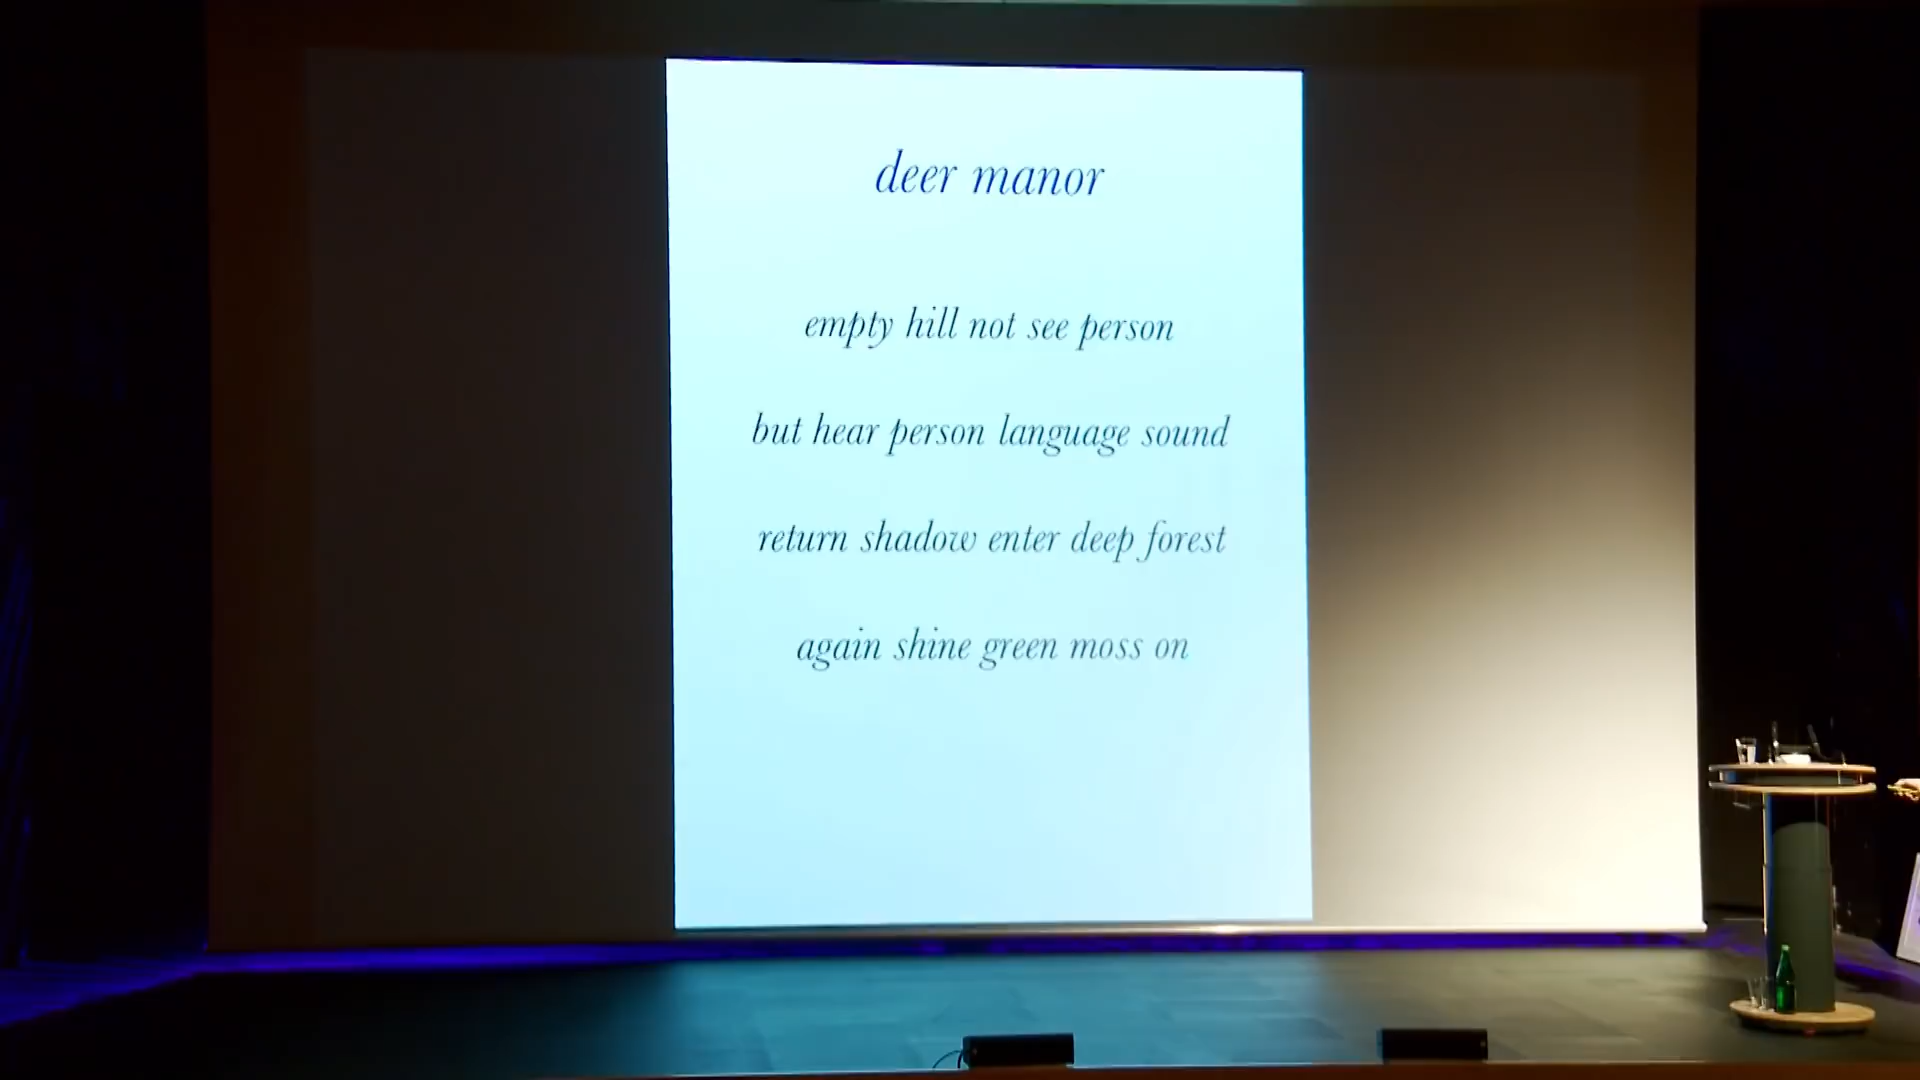 deer manor
empty hill not see person
but hear person language sound
return shadow enter deep forest
again shine green moss on